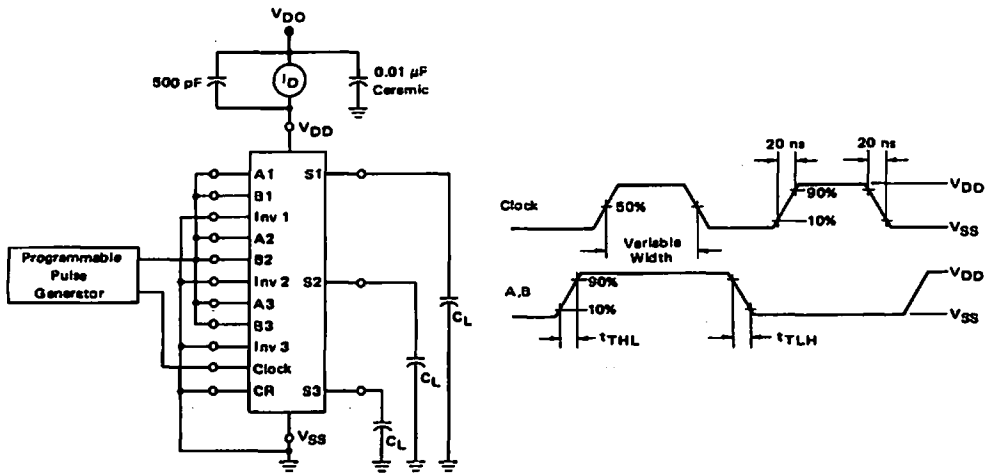 VDO
500 pF
ID
0.01 µF
Ceramic
VDD
A1
S1
B1
Inv 1
A2
B2
Inv 2
S2
A3
B3
Inv 3
Clock
CR
S3
VSS
CL
CL
CL
Programmable
Pulse
Generator
20 ns
20 ns
Clock
50%
90%
10%
VDD
VSS
Variable
Width
A,B
90%
10%
VDD
VSS
tTHL
tTLH